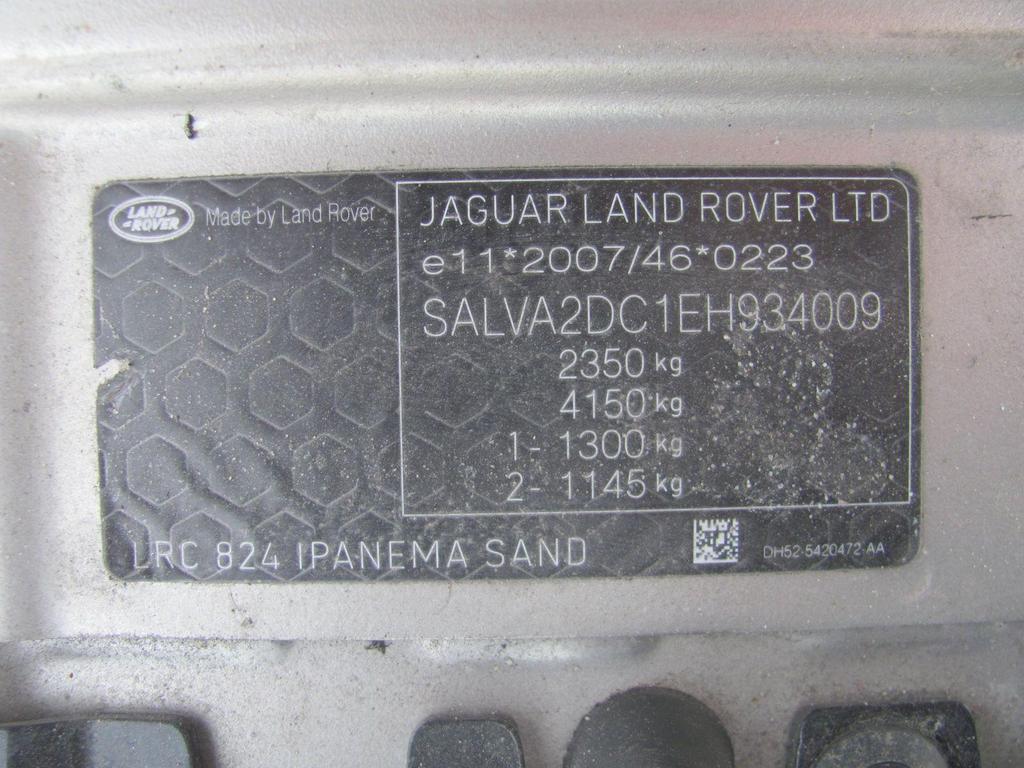 LAND-
-ROVER
Made by Land Rover
JAGUAR LAND ROVER LTD
e11*2007/46*0223
SALVA2DC1EH934009
2350 kg
4150 kg
1- 1300 kg
2- 1145 kg
LRC 824 IPANEMA SAND
DH52-5420472-AA